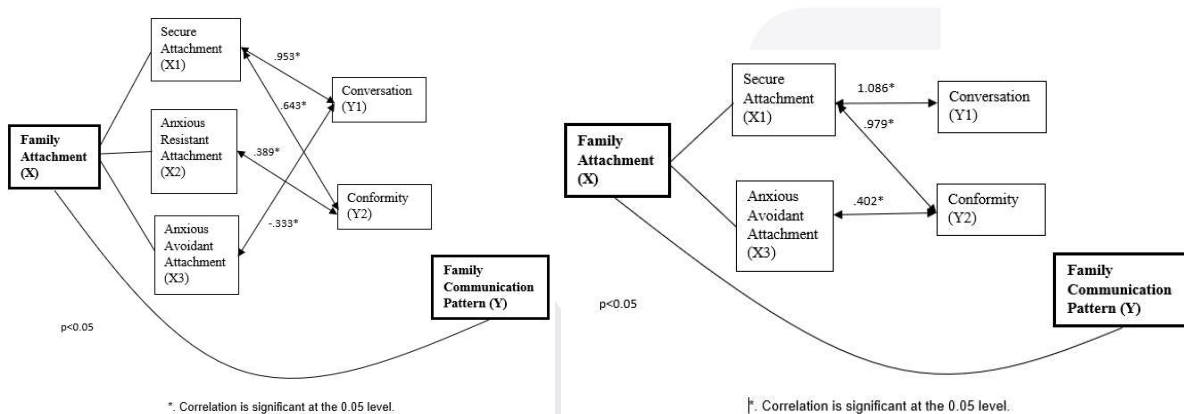 Secure
Attachment
(X1)
.953*
Conversation
(Y1)
.643*
Anxious
Resistant
Attachment
(X2)
Family
Attachment
(X)
.389*
Conformity
(Y2)
-.333*
Anxious
Avoidant
Attachment
(X3)
Family
Communication
Pattern (Y)
p<0.05
*. Correlation is significant at the 0.05 level.
Secure
Attachment
(X1)
1.086*
Conversation
(Y1)
.979*
Family
Attachment
(X)
Anxious
Avoidant
Attachment
(X3)
.402*
Conformity
(Y2)
Family
Communication
Pattern (Y)
p<0.05
*. Correlation is significant at the 0.05 level.